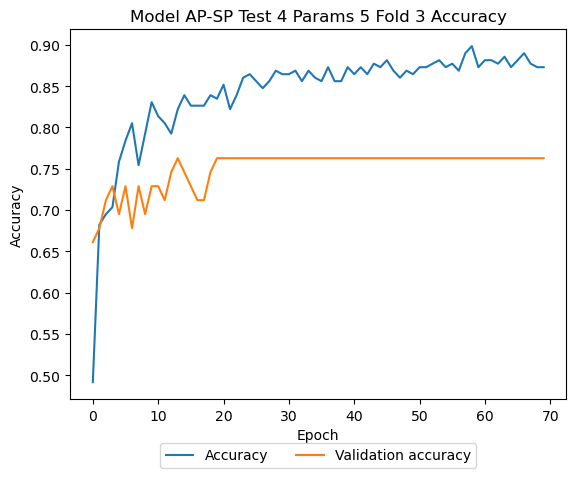 Model AP-SP Test 4 Params 5 Fold 3 Accuracy
0.90
0.85
0.80
0.75
0.70
0.65
0.60
0.55
0.50
Accuracy
0 10 20 30 40 50 60 70
Epoch
Accuracy Validation accuracy